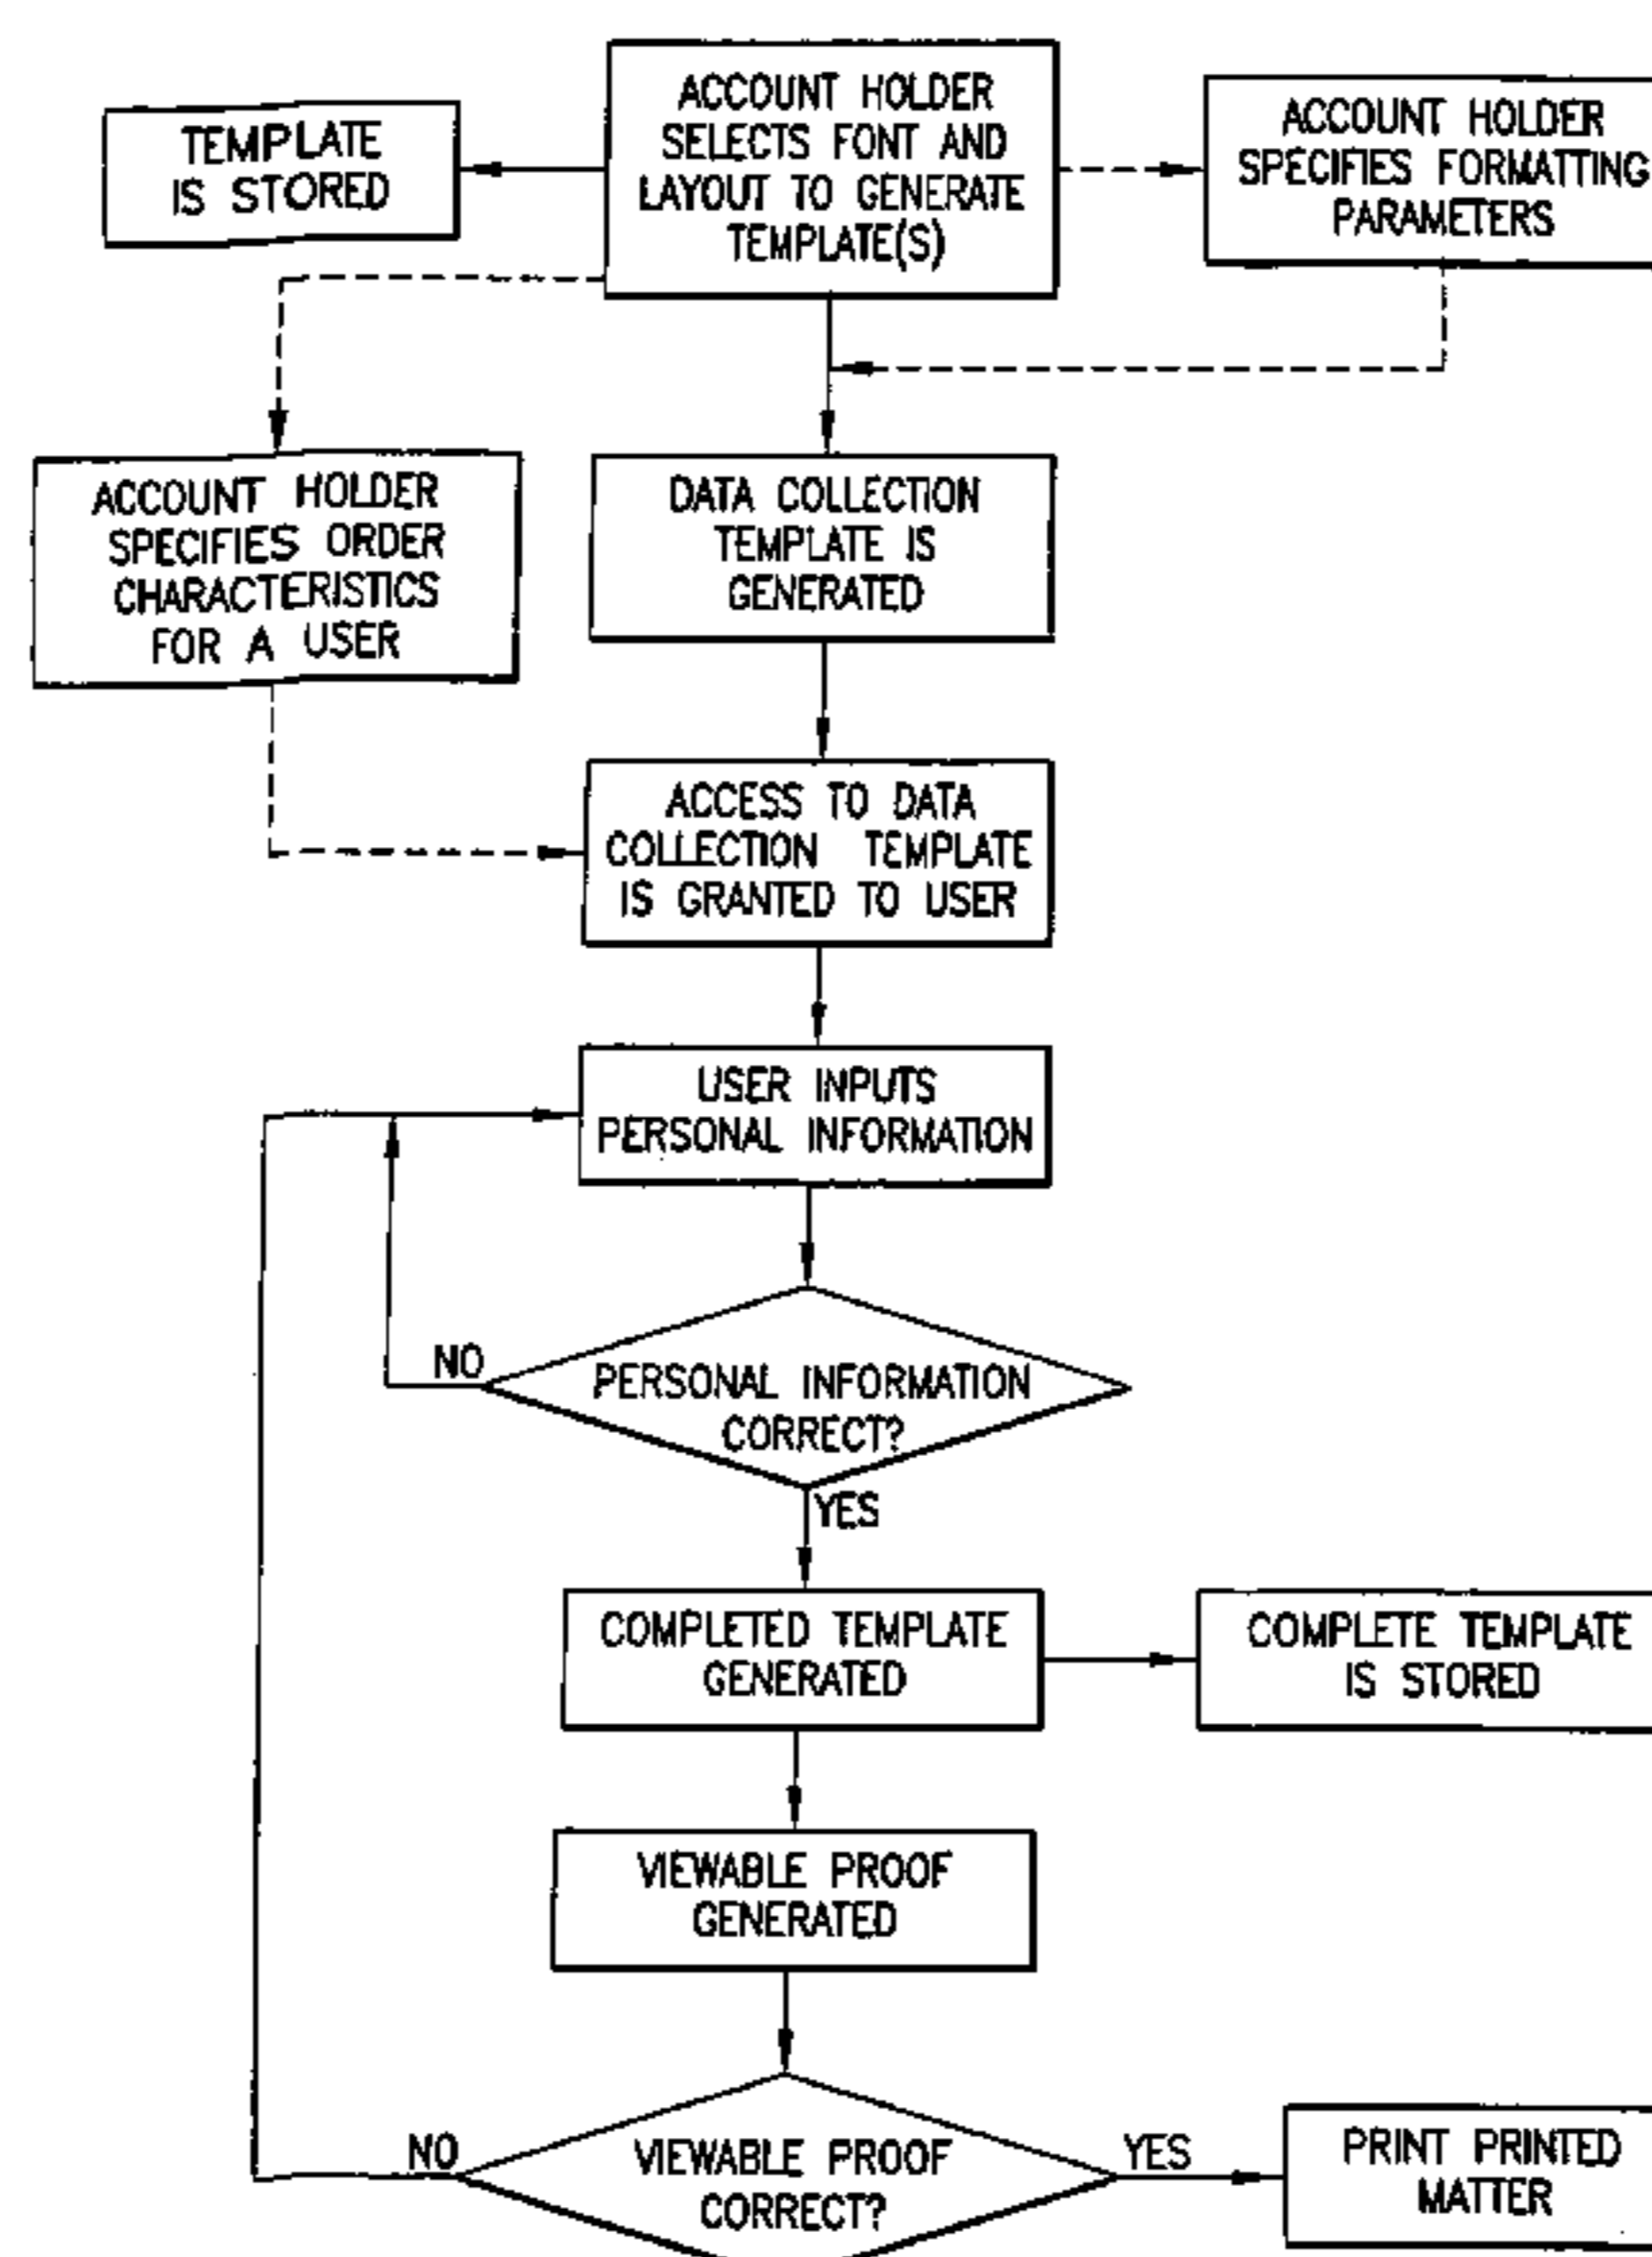 TEMPLATE
IS STORED
ACCOUNT HOLDER
SELECTS FONT AND
LAYOUT TO GENERATE
TEMPLATE(S)
ACCOUNT HOLDER
SPECIFIES FORMATTING
PARAMETERS
ACCOUNT HOLDER
SPECIFIES ORDER
CHARACTERISTICS
FOR A USER
DATA COLLECTION
TEMPLATE IS
GENERATED
ACCESS TO DATA
COLLECTION TEMPLATE
IS GRANTED TO USER
USER INPUTS
PERSONAL INFORMATION
NO
PERSONAL INFORMATION
CORRECT?
YES
COMPLETED TEMPLATE
GENERATED
COMPLETE TEMPLATE
IS STORED
VIEWABLE PROOF
GENERATED
NO
VIEWABLE PROOF
CORRECT?
YES
PRINT PRINTED
MATTER